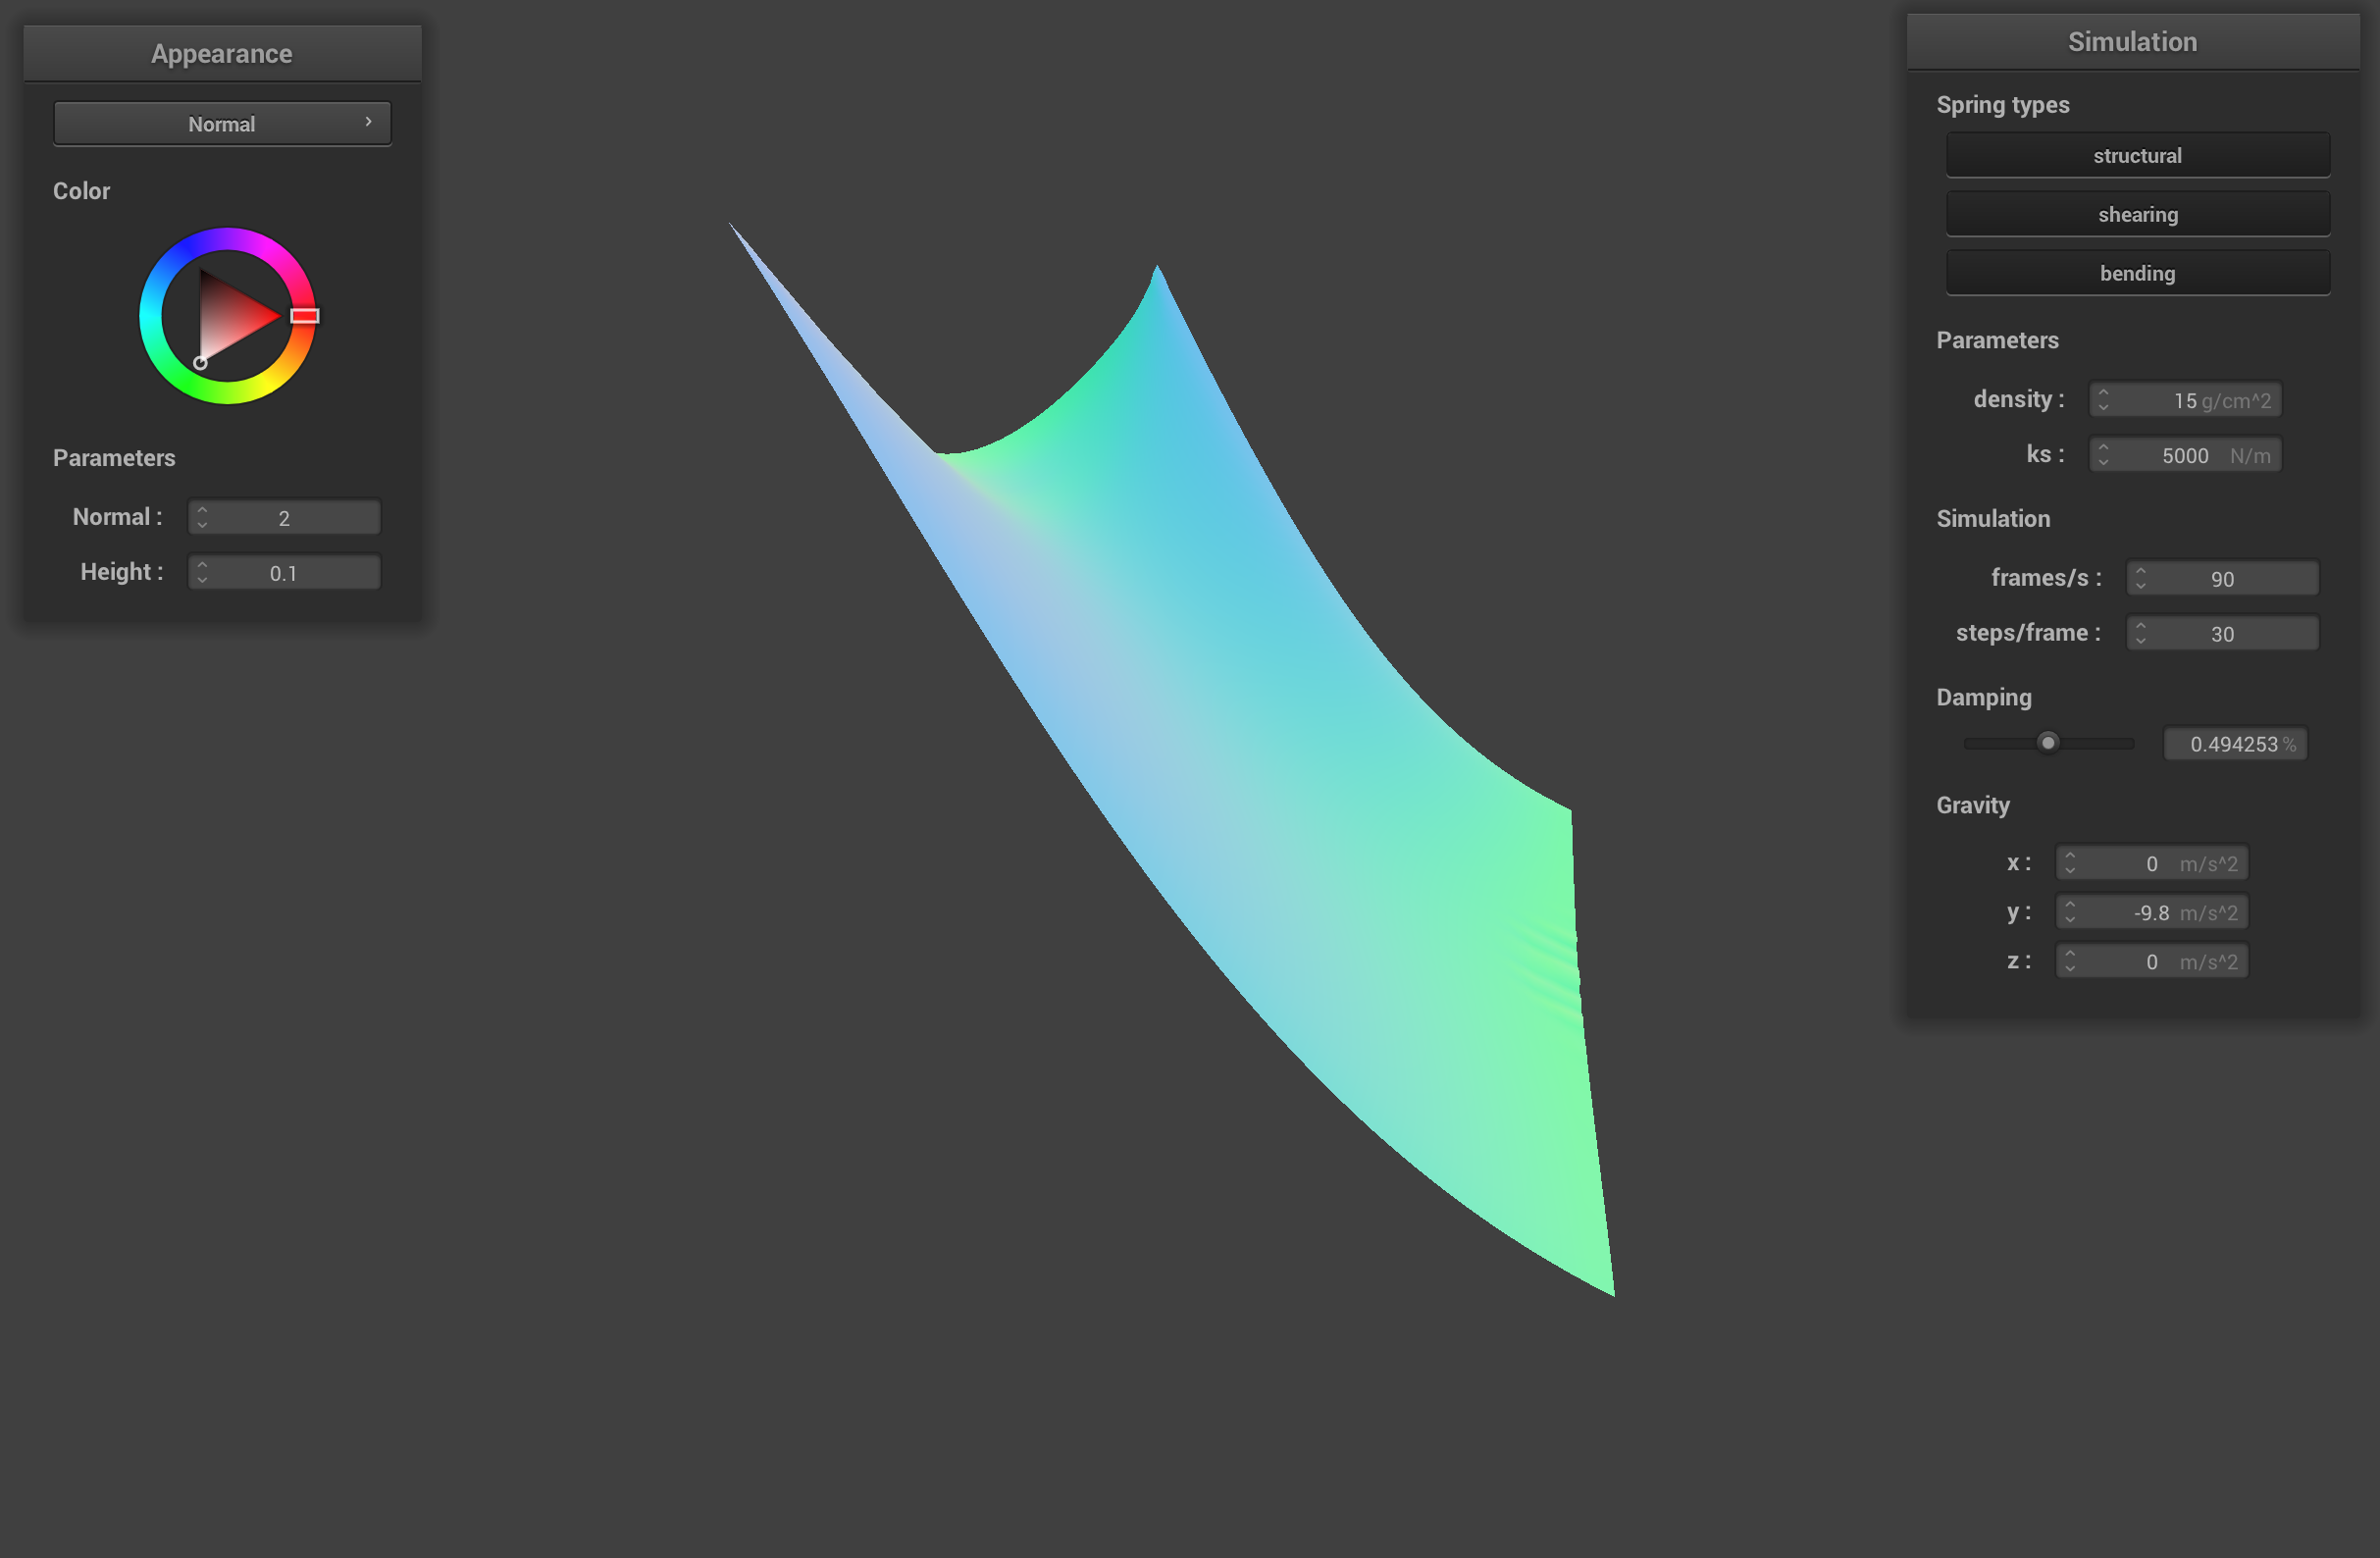 Appearance
Normal
Color
Parameters
Normal : 2
Height : 0.1
Simulation
Spring types
structural
shearing
bending
Parameters
density : 15 g/cm^2
ks : 5000 N/m
Simulation
frames/s : 90
steps/frame : 30
Damping
0.494253 %
Gravity
x : 0 m/s^2
y : -9.8 m/s^2
z : 0 m/s^2